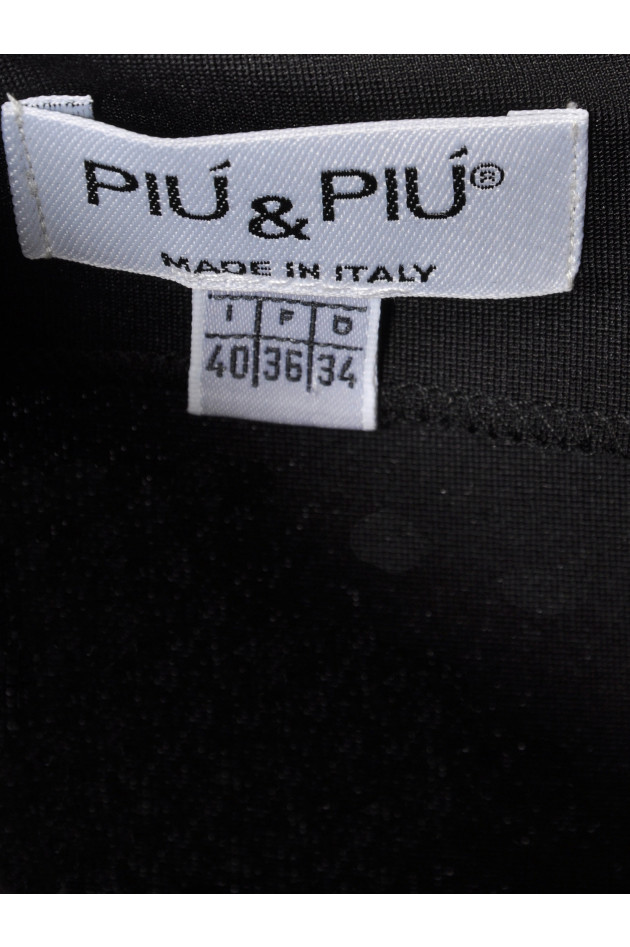 PIÚ & PIÚ®
MADE IN ITALY
I F D
40 36 34